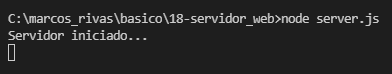 C:\marcos_rivas\basico\18-servidor_web>node server.js
Servidor iniciado...